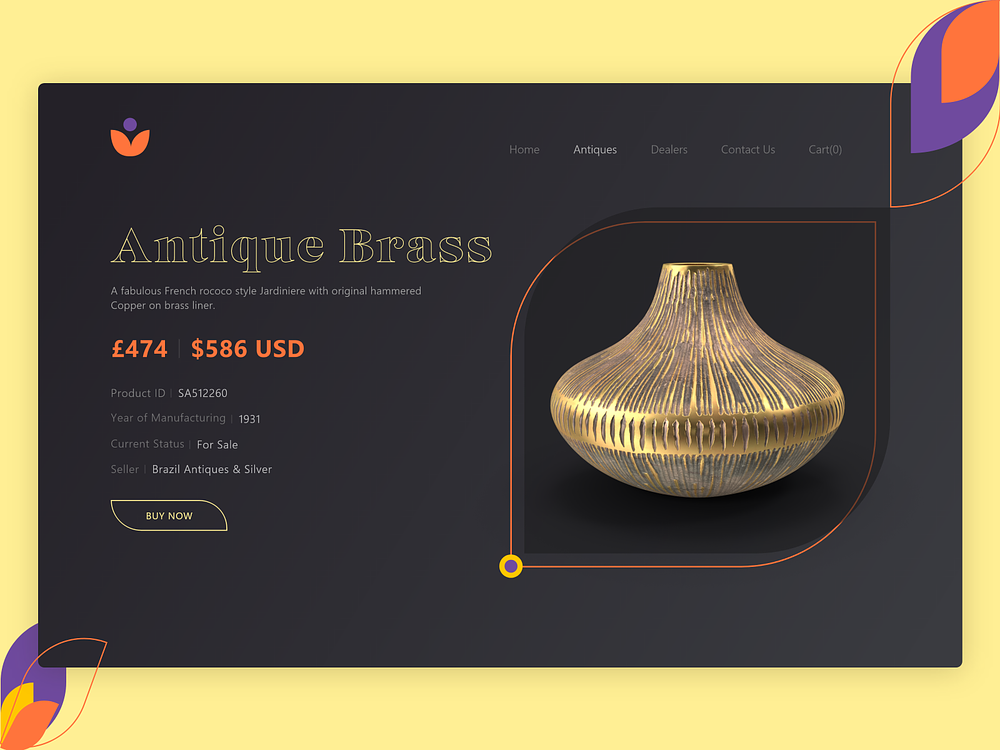 Home Antiques Dealers Contact Us Cart(0)
Antique Brass
A fabulous French rococo style Jardiniere with original hammered
Copper on brass liner.
£474 | $586 USD
Product ID | SA512260
Year of Manufacturing | 1931
Current Status | For Sale
Seller | Brazil Antiques & Silver
BUY NOW